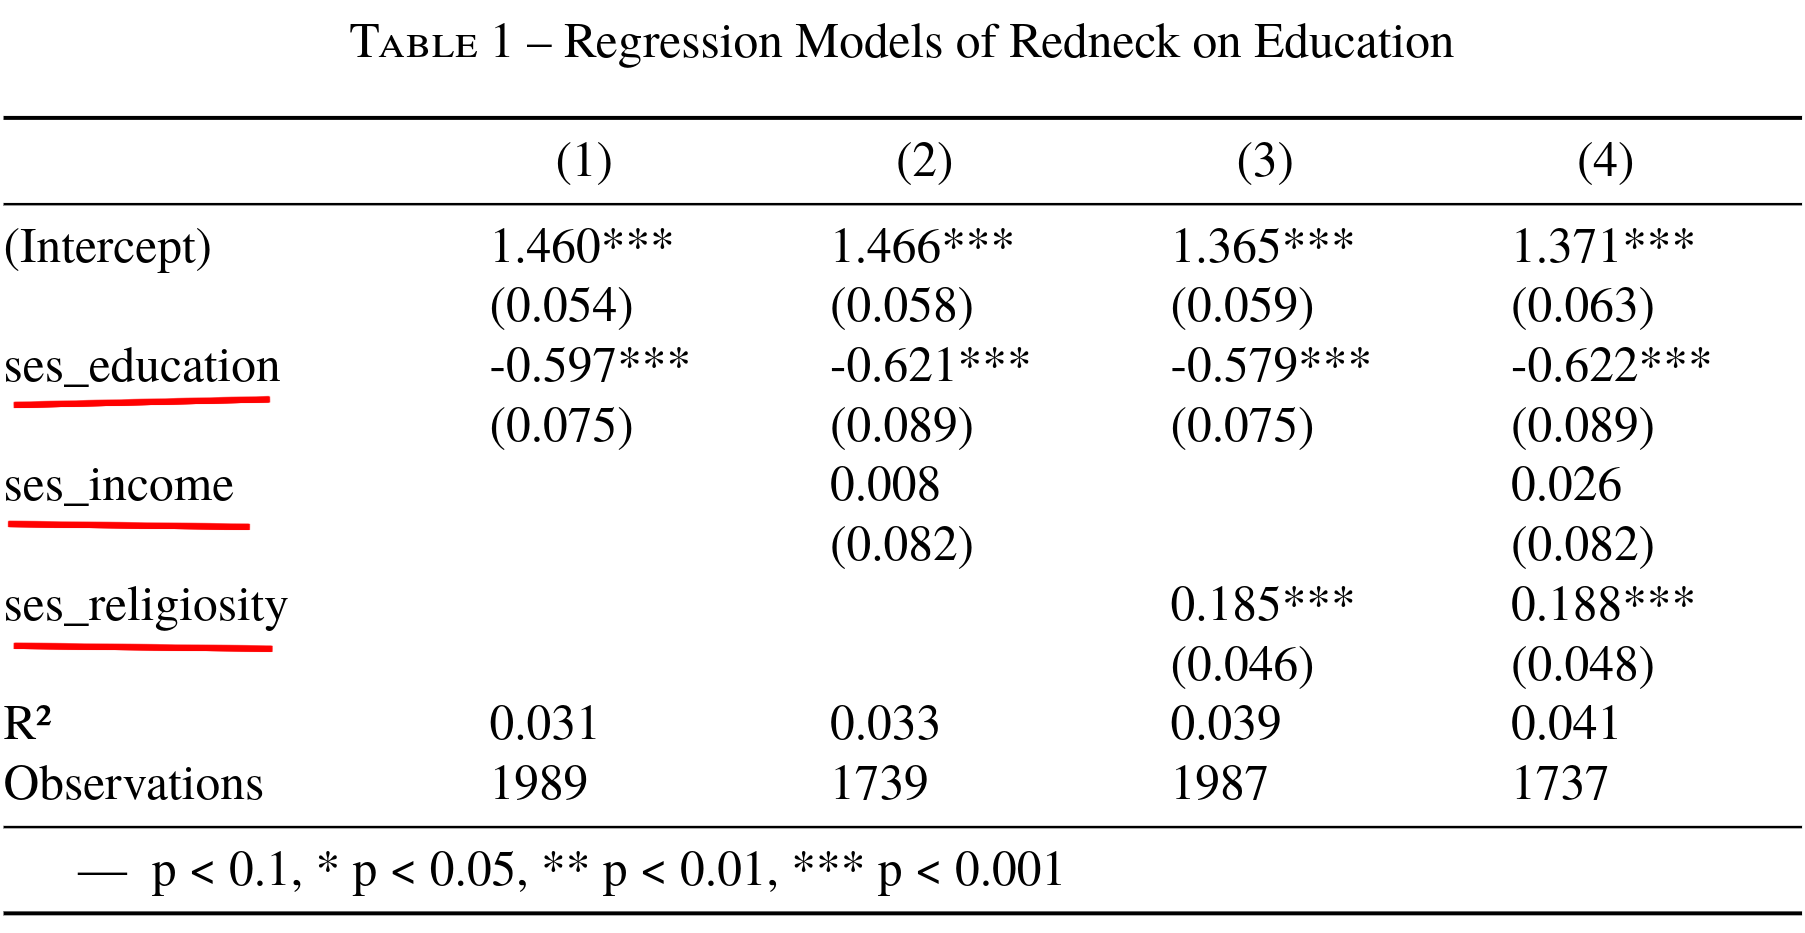 TABLE 1 – Regression Models of Redneck on Education
(1) (2) (3) (4)
(Intercept) 1.460*** 1.466*** 1.365*** 1.371***
(0.054) (0.058) (0.059) (0.063)
ses_education -0.597*** -0.621*** -0.579*** -0.622***
(0.075) (0.089) (0.075) (0.089)
ses_income 0.008 0.026
(0.082) (0.082)
ses_religiosity 0.185*** 0.188***
(0.046) (0.048)
R² 0.031 0.033 0.039 0.041
Observations 1989 1739 1987 1737
— p < 0.1, * p < 0.05, ** p < 0.01, *** p < 0.001